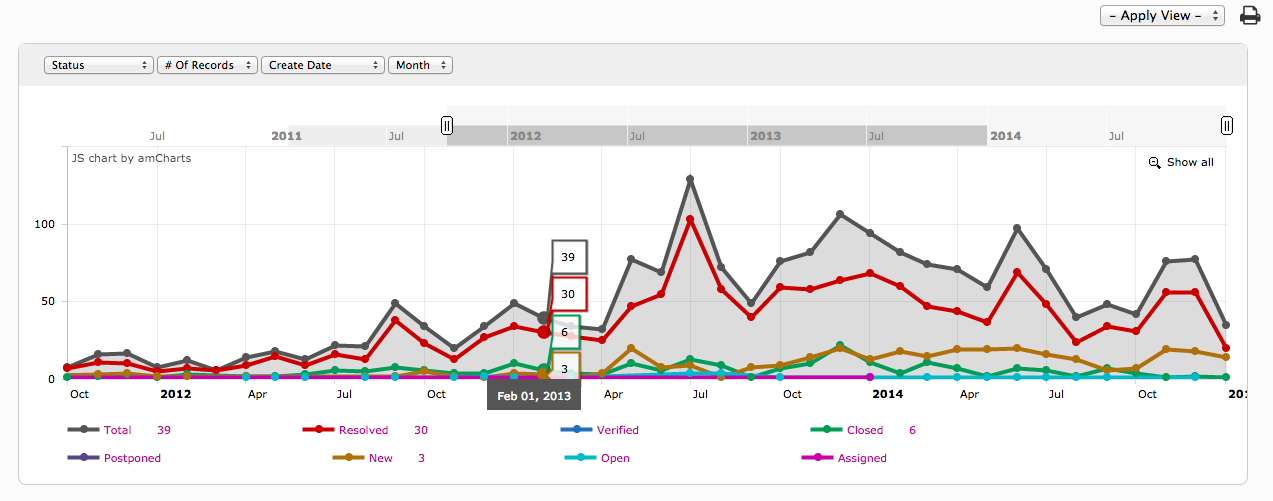 – Apply View –
Status # Of Records Create Date Month
Jul 2011 Jul 2012 Jul 2013 Jul 2014 Jul
JS chart by amCharts
Show all
100
50
0
39
30
6
3
Oct 2012 Apr Jul Oct Feb 01, 2013 Apr Jul Oct 2014 Apr Jul Oct
Total 39 Resolved 30 Verified Closed 6
Postponed New 3 Open Assigned